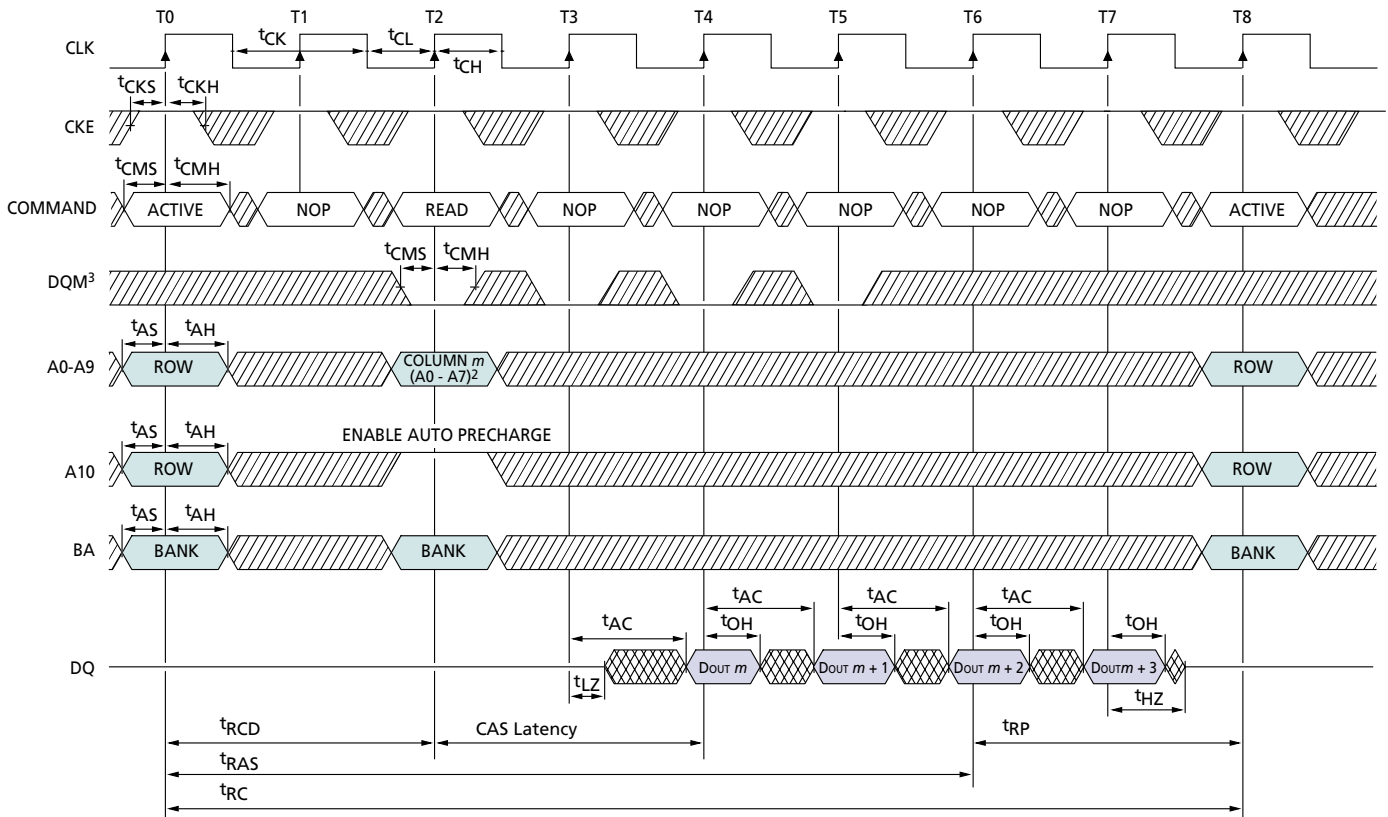 T0 T1 T2 T3 T4 T5 T6 T7 T8
CLK
tCK tCL
tCH
tCKS tCKH
CKE
tCMS tCMH
COMMAND ACTIVE NOP READ NOP NOP NOP NOP NOP ACTIVE
tCMS tCMH
DQM3
tAS tAH
A0-A9 ROW COLUMN m ROW
(A0 - A7)2
ENABLE AUTO PRECHARGE
tAS tAH
A10 ROW ROW
tAS tAH
BA BANK BANK BANK
tAC tAC tAC
tAC tOH tOH tOH tOH
DQ DOUT m DOUT m + 1 DOUT m + 2 DOUT m + 3
tLZ tHZ
tRCD CAS Latency tRP
tRAS
tRC